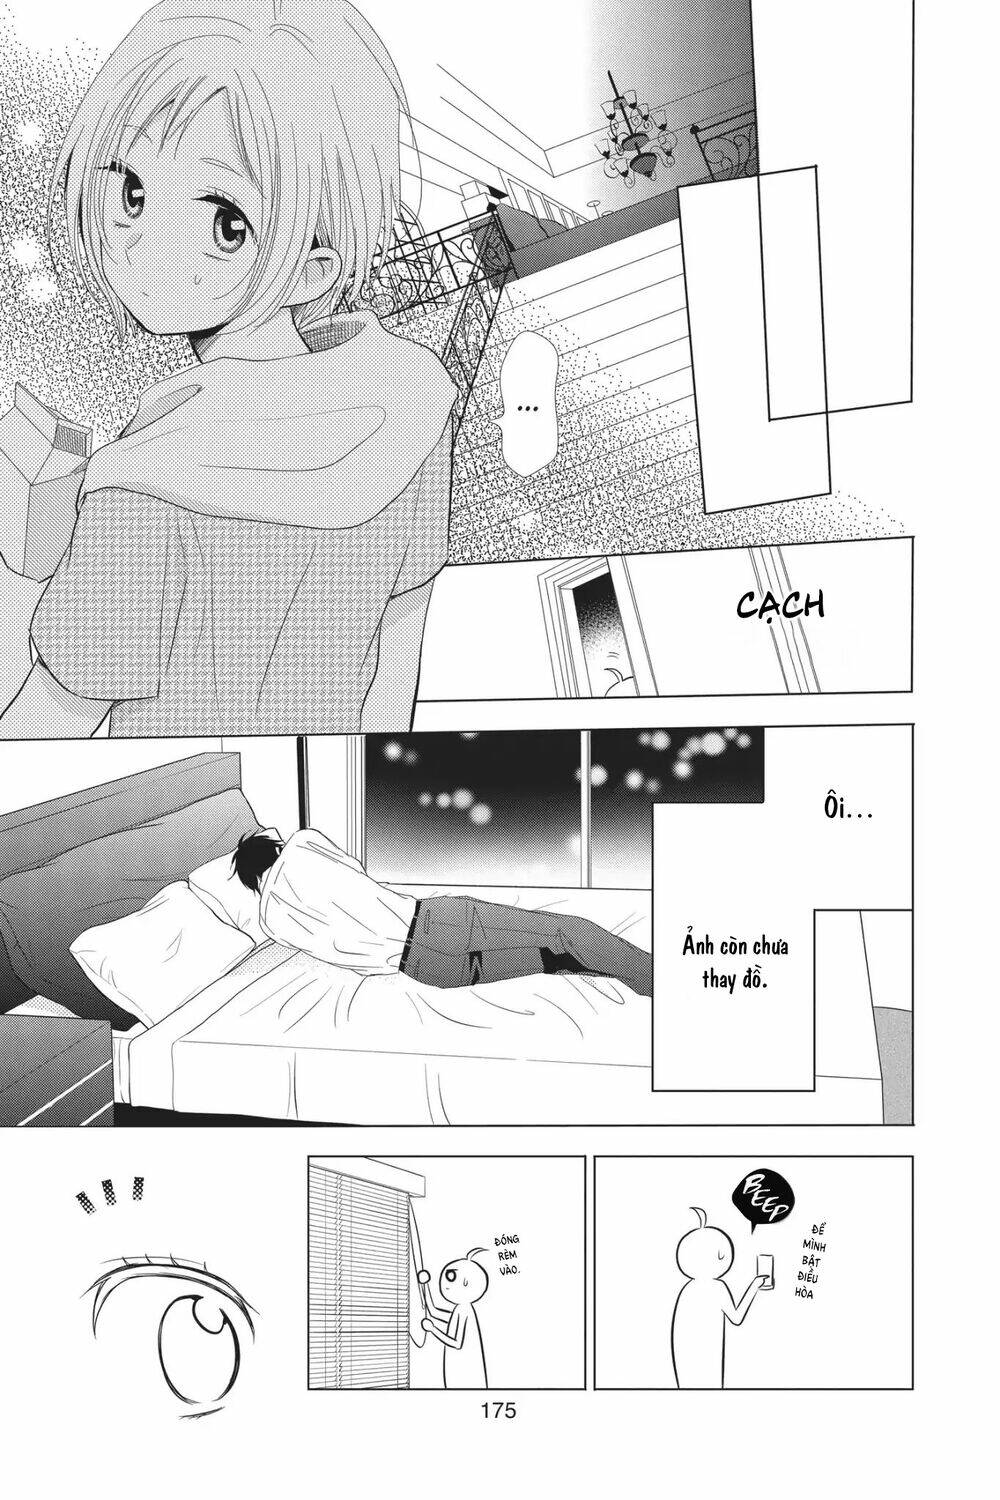 ...
CẠCH
Ôi...
Ảnh còn chưa
thay đồ.
BEEP
ĐỂ
MÌNH
BẬT
ĐIỀU
HÒA
ĐÓNG
RÈM
VÀO.
175